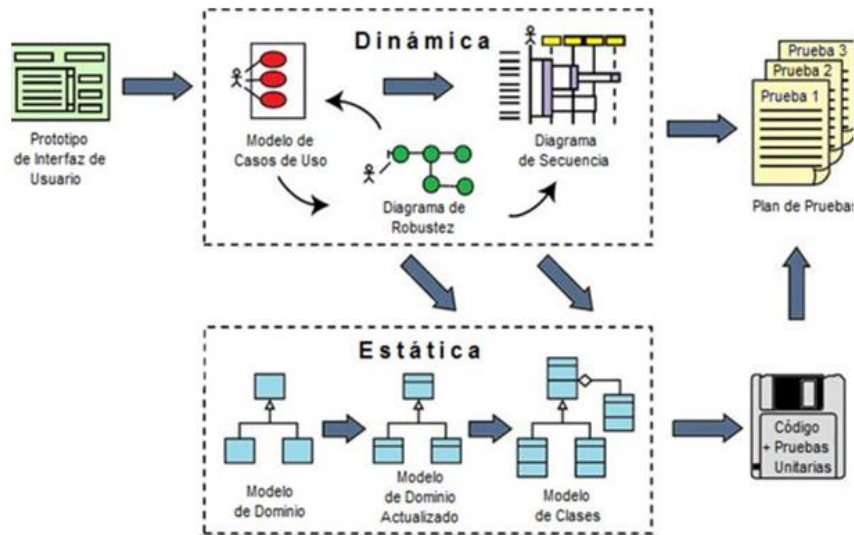 Dinámica
Prototipo
de Interfaz de
Usuario
Modelo de
Casos de Uso
Diagrama de
Robustez
Diagrama
de Secuencia
Prueba 3
Prueba 2
Prueba 1
Plan de Pruebas
Estática
Modelo
de Dominio
Modelo
de Dominio
Actualizado
Modelo
de Clases
Código
+ Pruebas
Unitarias